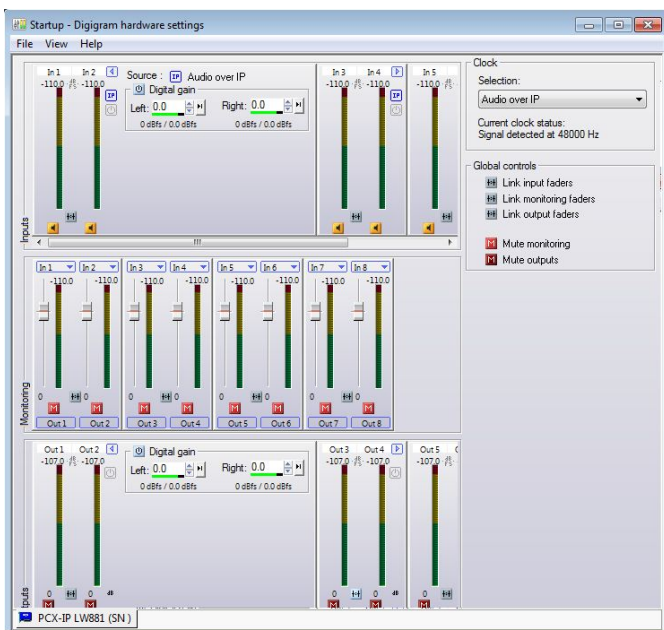 Startup - Digigram hardware settings
File View Help
In 1 In 2 Source : IP Audio over IP In 3 In 4 In 5
-110.0 -110.0 Digital gain -110.0 -110.0 -110.0
IP Left: 0.0 Right: 0.0 IP
0 dBfs / 0.0 dBfs 0 dBfs / 0.0 dBfs
Inputs
In 1 In 2 In 3 In 4 In 5 In 6 In 7 In 8
-110.0 -110.0 -110.0 -110.0 -110.0 -110.0 -110.0 -110.0
0 0 0 0 0 0 0 0
M M M M M M M M
Out 1 Out 2 Out 3 Out 4 Out 5 Out 6 Out 7 Out 8
Monitoring
Out 1 Out 2 Digital gain Out 3 Out 4 Out 5
-107.0 -107.0 Left: 0.0 Right: 0.0 -107.0 -107.0 -107.0
0 dBfs / 0.0 dBfs 0 dBfs / 0.0 dBfs
0 0 dB 0 0 dB 0
M M M M M
PCX-IP LW881 (SN )
Clock
Selection:
Audio over IP
Current clock status:
Signal detected at 48000 Hz
Global controls
Link input faders
Link monitoring faders
Link output faders
M Mute monitoring
M Mute outputs